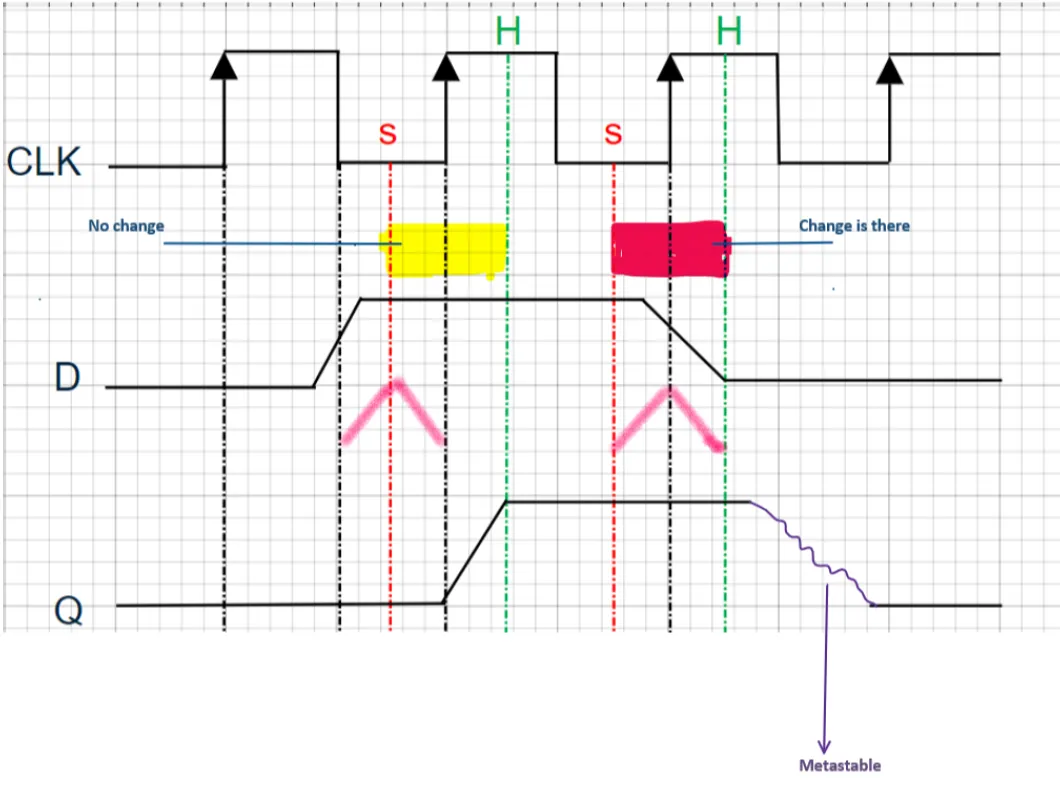 H H
S S
CLK
No change Change is there
D
Q
Metastable